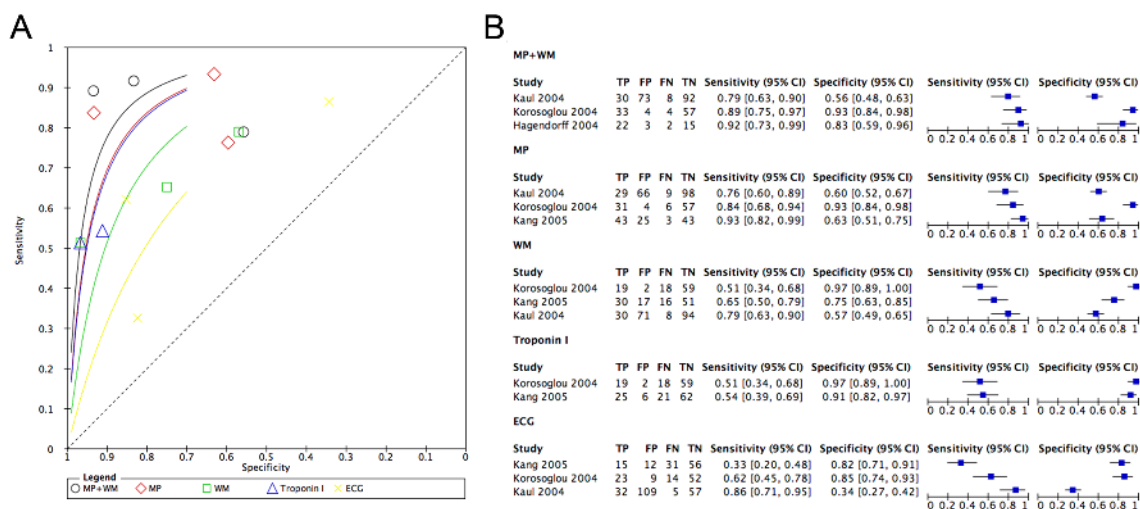 A
1
0.9
0.8
0.7
0.6
0.5
0.4
0.3
0.2
0.1
0
Sensitivity
1 0.9 0.8 0.7 0.6 0.5 0.4 0.3 0.2 0.1 0
Specificity
Legend
MP+WM MP WM Troponin I ECG
B
MP+WM
Study TP FP FN TN Sensitivity (95% CI) Specificity (95% CI) Sensitivity (95% CI) Specificity (95% CI)
Kaul 2004 30 73 8 92 0.79 [0.63, 0.90] 0.56 [0.48, 0.63]
Korosoglou 2004 33 4 4 57 0.89 [0.75, 0.97] 0.93 [0.84, 0.98]
Hagendorff 2004 22 3 2 15 0.92 [0.73, 0.99] 0.83 [0.59, 0.96]
0 0.2 0.4 0.6 0.8 1 0 0.2 0.4 0.6 0.8 1
MP
Study TP FP FN TN Sensitivity (95% CI) Specificity (95% CI) Sensitivity (95% CI) Specificity (95% CI)
Kaul 2004 29 66 9 98 0.76 [0.60, 0.89] 0.60 [0.52, 0.67]
Korosoglou 2004 31 4 6 57 0.84 [0.68, 0.94] 0.93 [0.84, 0.98]
Kang 2005 43 25 3 43 0.93 [0.82, 0.99] 0.63 [0.51, 0.75]
0 0.2 0.4 0.6 0.8 1 0 0.2 0.4 0.6 0.8 1
WM
Study TP FP FN TN Sensitivity (95% CI) Specificity (95% CI) Sensitivity (95% CI) Specificity (95% CI)
Korosoglou 2004 19 2 18 59 0.51 [0.34, 0.68] 0.97 [0.89, 1.00]
Kang 2005 30 17 16 51 0.65 [0.50, 0.79] 0.75 [0.63, 0.85]
Kaul 2004 30 71 8 94 0.79 [0.63, 0.90] 0.57 [0.49, 0.65]
0 0.2 0.4 0.6 0.8 1 0 0.2 0.4 0.6 0.8 1
Troponin I
Study TP FP FN TN Sensitivity (95% CI) Specificity (95% CI) Sensitivity (95% CI) Specificity (95% CI)
Korosoglou 2004 19 2 18 59 0.51 [0.34, 0.68] 0.97 [0.89, 1.00]
Kang 2005 25 6 21 62 0.54 [0.39, 0.69] 0.91 [0.82, 0.97]
0 0.2 0.4 0.6 0.8 1 0 0.2 0.4 0.6 0.8 1
ECG
Study TP FP FN TN Sensitivity (95% CI) Specificity (95% CI) Sensitivity (95% CI) Specificity (95% CI)
Kang 2005 15 12 31 56 0.33 [0.20, 0.48] 0.82 [0.71, 0.91]
Korosoglou 2004 23 9 14 52 0.62 [0.45, 0.78] 0.85 [0.74, 0.93]
Kaul 2004 32 109 5 57 0.86 [0.71, 0.95] 0.34 [0.27, 0.42]
0 0.2 0.4 0.6 0.8 1 0 0.2 0.4 0.6 0.8 1